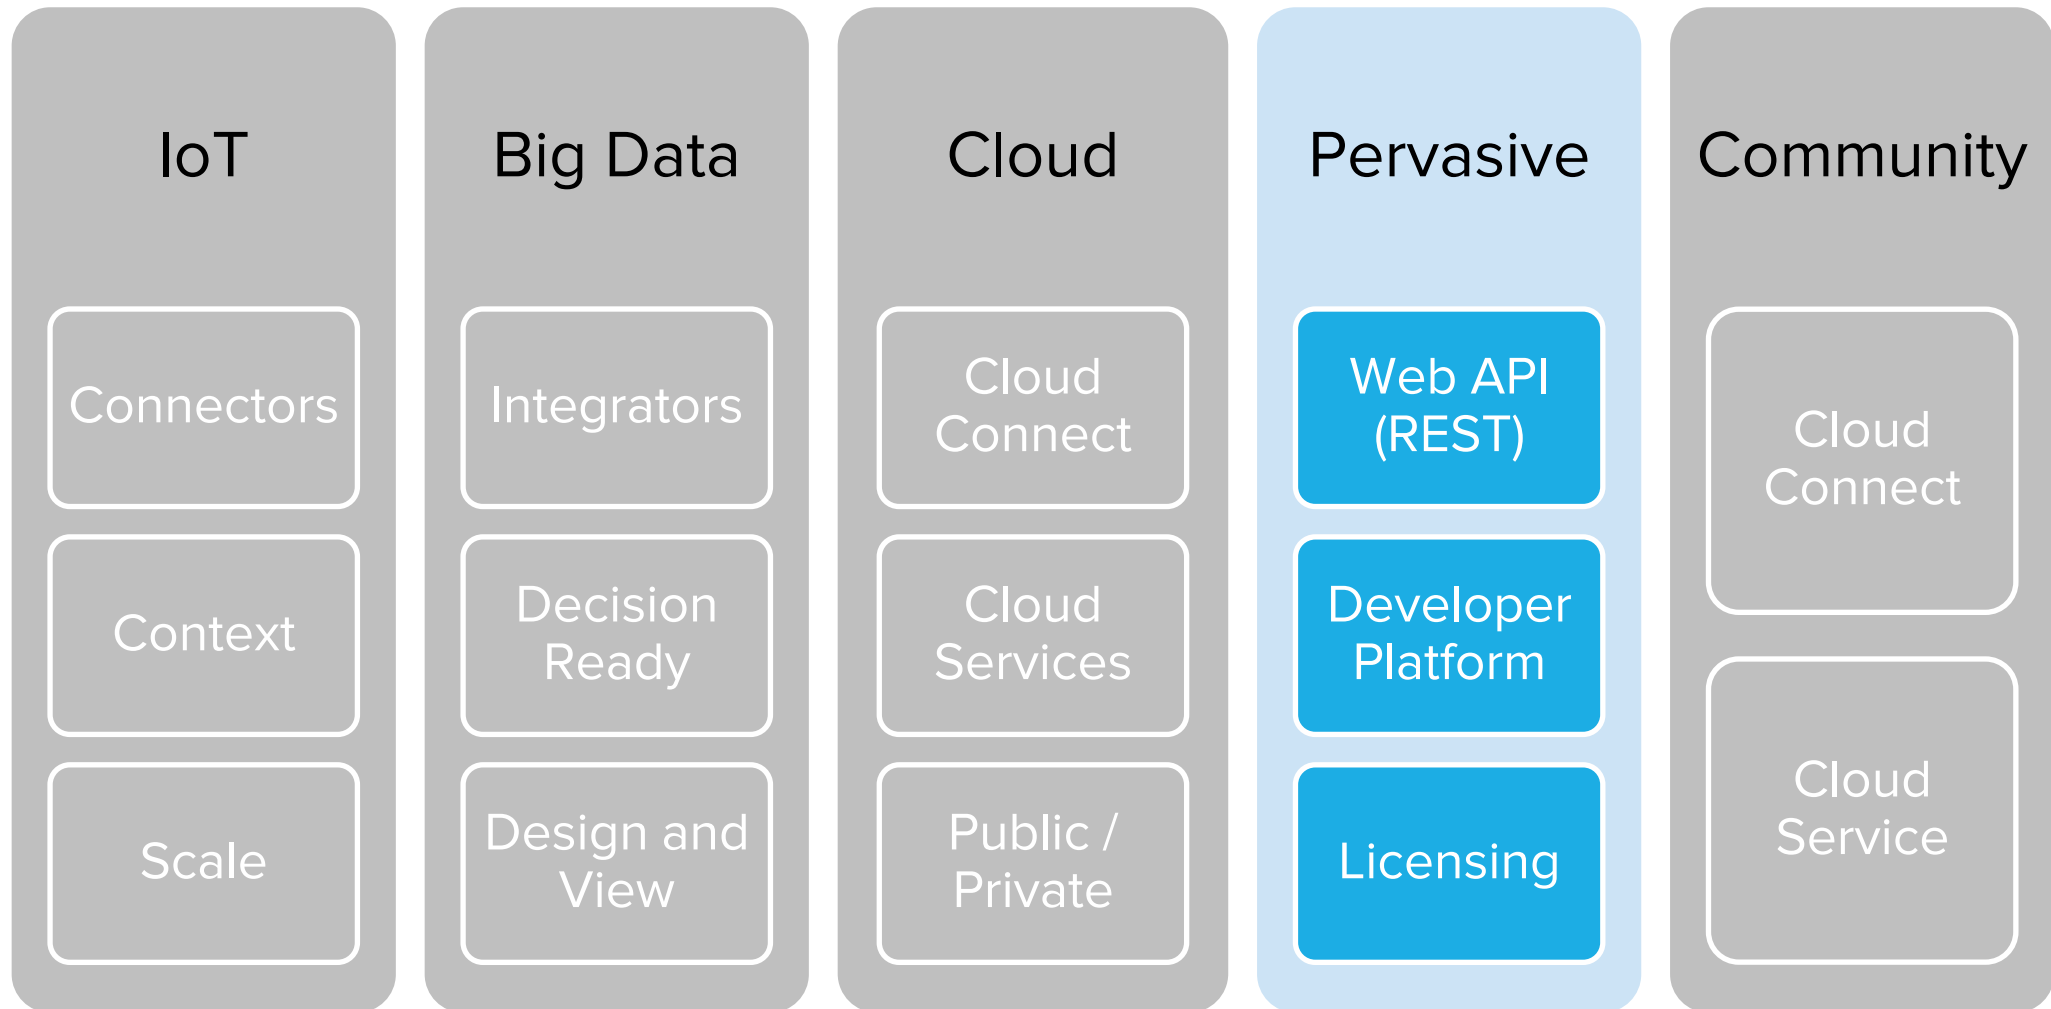 IoT
Connectors
Context
Scale
Big Data
Integrators
Decision
Ready
Design and
View
Cloud
Cloud
Connect
Cloud
Services
Public /
Private
Pervasive
Web API
(REST)
Developer
Platform
Licensing
Community
Cloud
Connect
Cloud
Service